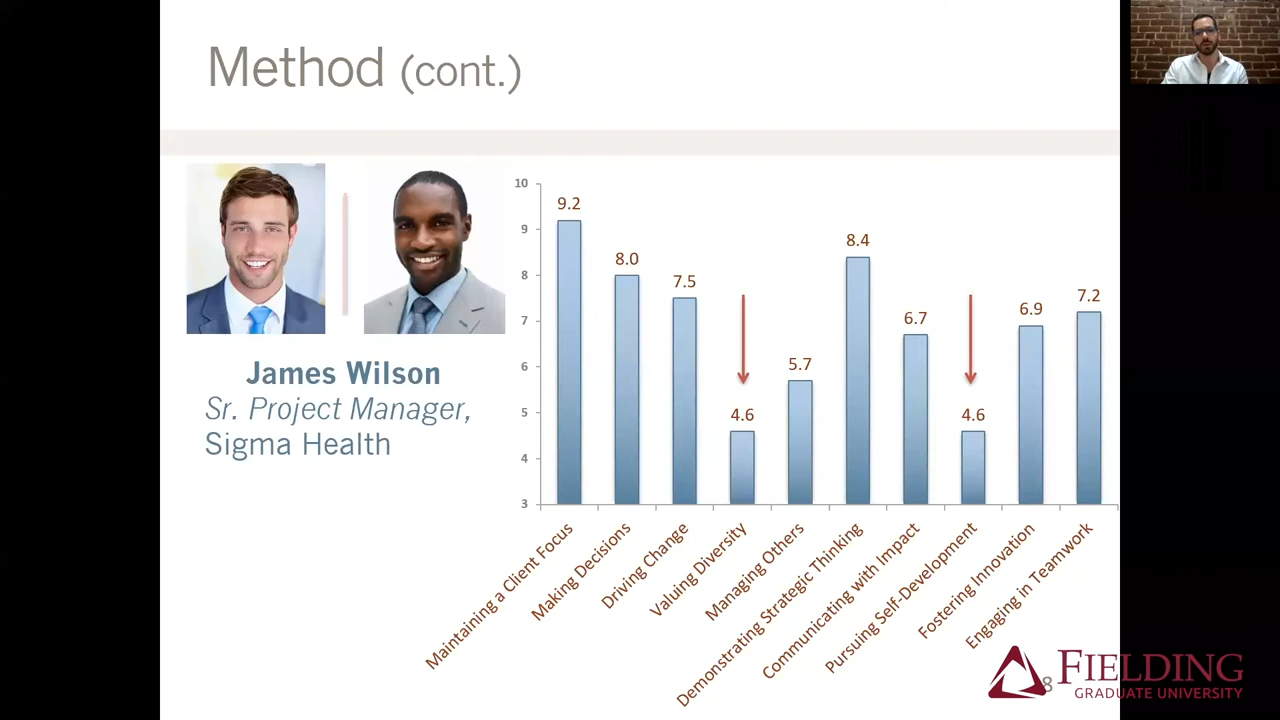 Method (cont.)
James Wilson
Sr. Project Manager,
Sigma Health
10
9
8
7
6
5
4
3
9.2
8.0
7.5
4.6
5.7
8.4
6.7
4.6
6.9
7.2
Maintaining a Client Focus
Making Decisions
Driving Change
Valuing Diversity
Managing Others
Demonstrating Strategic Thinking
Communicating with Impact
Pursuing Self-Development
Fostering Innovation
Engaging in Teamwork
8
FIELDING
GRADUATE UNIVERSITY